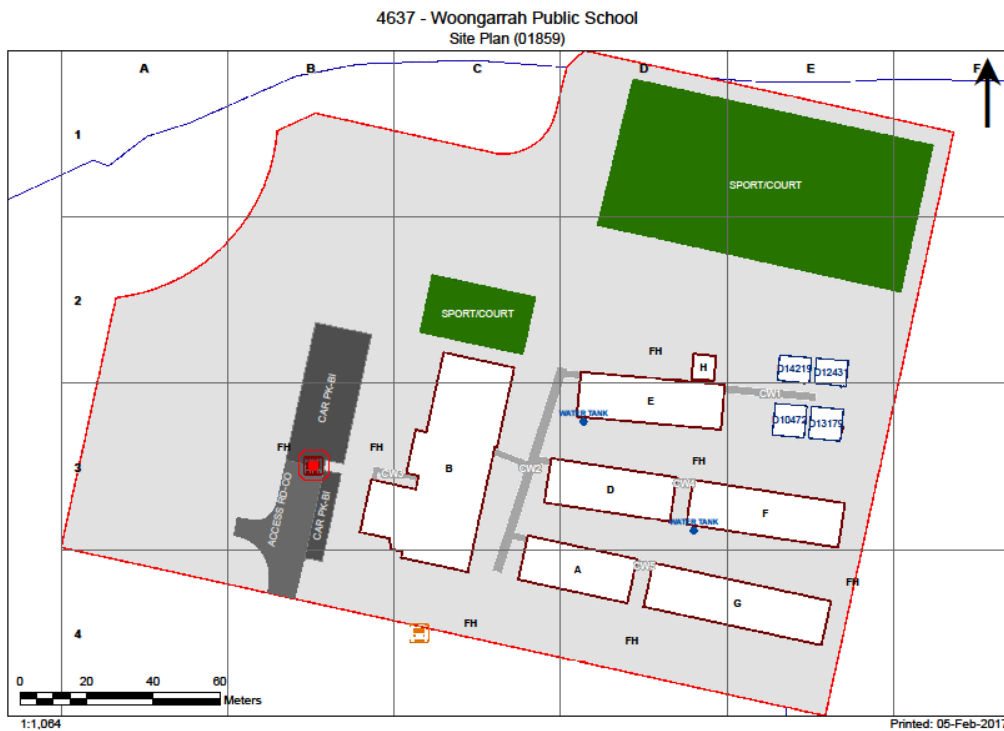 4637 - Woongarrah Public School
Site Plan (01859)
A B C D E F
1
SPORT/COURT
2
SPORT/COURT
FH
H
D14219 D1243
CAR PK-BI
E
CW1
WATER TANK
D10472 D13179
FH
FH
3
CW3
B
CW2
FH
D
CW4
F
ACCESS RD-CO
CAR PK-BI
WATER TANK
A
CW5
G
FH
4
FH
FH
0 20 40 60
Meters
1:1,064
Printed: 05-Feb-2017